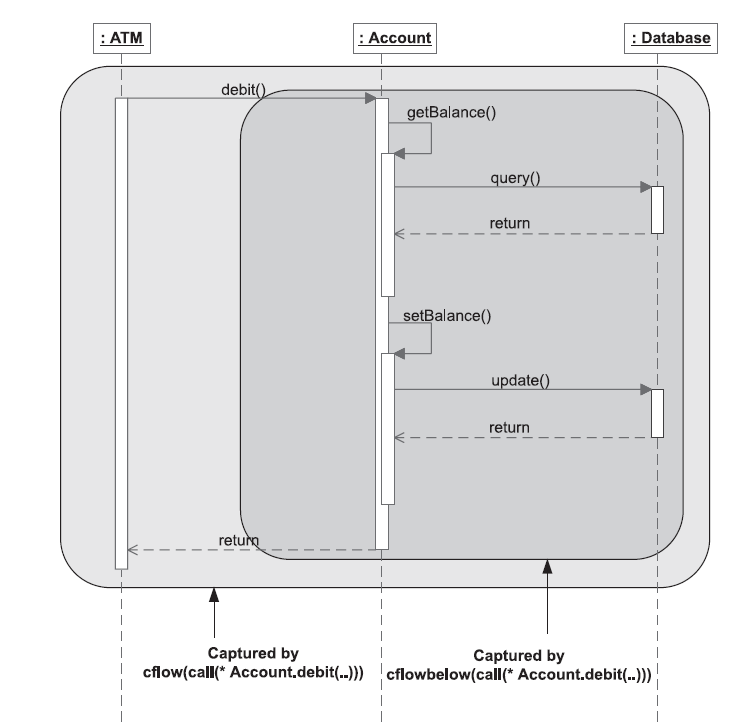 : ATM
: Account
: Database
debit()
getBalance()
query()
return
setBalance()
update()
return
return
Captured by
cflow(call(* Account.debit(..)))
Captured by
cflowbelow(call(* Account.debit(..)))